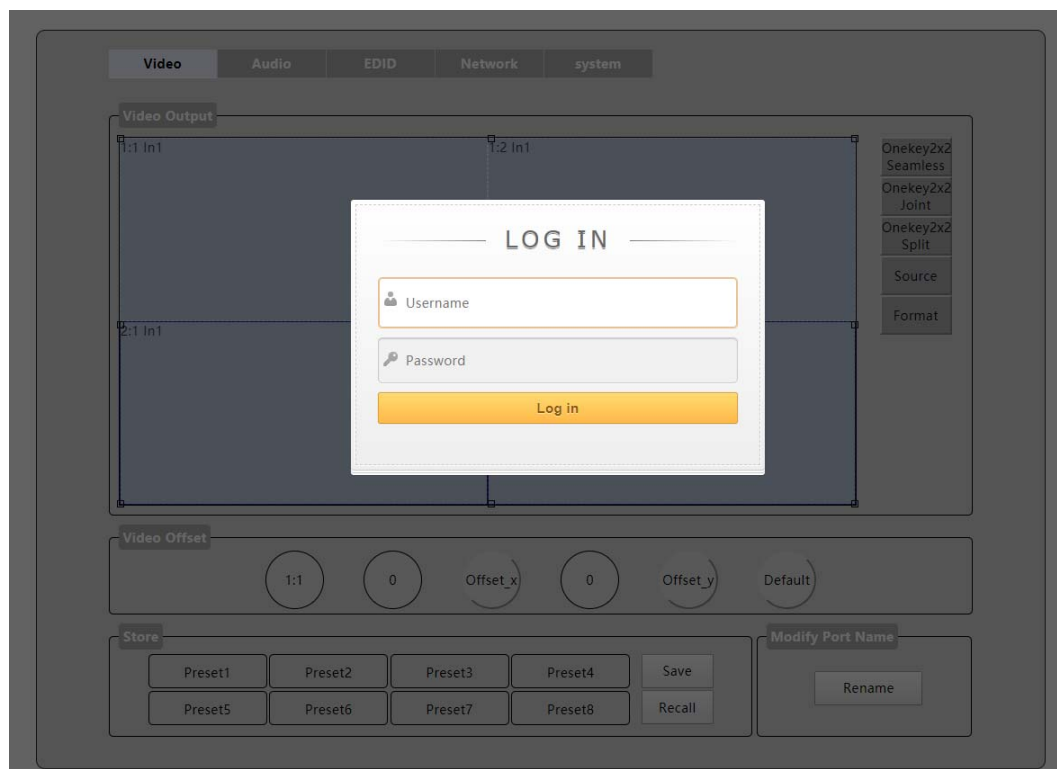 Video Audio EDID Network system
Video Output
1:1 In1 1:2 In1
Onekey2x2
Seamless
Onekey2x2
Joint
Onekey2x2
Split
Source
Format
LOG IN
Username
Password
Log in
2:1 In1
Video Offset
1:1 0 Offset_x 0 Offset_y Default
Store
Preset1 Preset2 Preset3 Preset4 Save
Preset5 Preset6 Preset7 Preset8 Recall
Modify Port Name
Rename